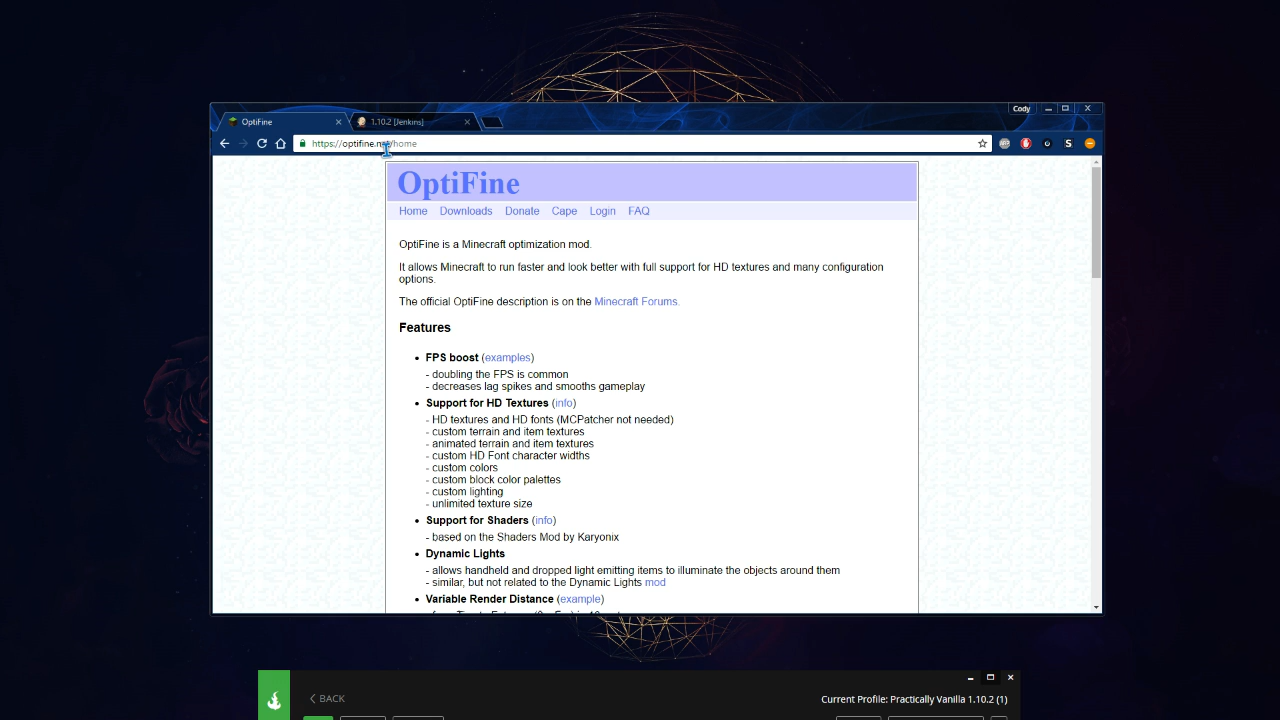 Cody
OptiFine
1.10.2 [Jenkins]
https://optifine.net/home
OptiFine
Home Downloads Donate Cape Login FAQ
OptiFine is a Minecraft optimization mod.
It allows Minecraft to run faster and look better with full support for HD textures and many configuration
options.
The official OptiFine description is on the Minecraft Forums.
Features
• FPS boost (examples)
- doubling the FPS is common
- decreases lag spikes and smooths gameplay
• Support for HD Textures (info)
- HD textures and HD fonts (MCPatcher not needed)
- custom terrain and item textures
- animated terrain and item textures
- custom HD Font character widths
- custom colors
- custom block color palettes
- custom lighting
- unlimited texture size
• Support for Shaders (info)
- based on the Shaders Mod by Karyonix
• Dynamic Lights
- allows handheld and dropped light emitting items to illuminate the objects around them
- similar, but not related to the Dynamic Lights mod
• Variable Render Distance (example)
< BACK
Current Profile: Practically Vanilla 1.10.2 (1)